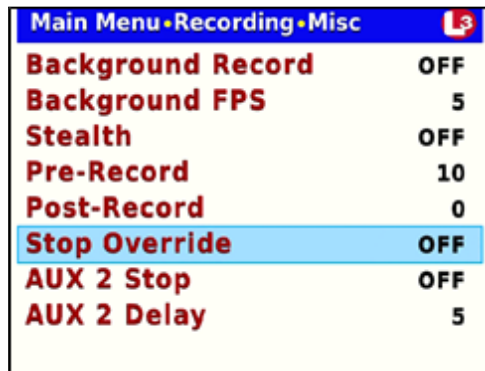 Main Menu•Recording•Misc L3
Background Record OFF
Background FPS 5
Stealth OFF
Pre-Record 10
Post-Record 0
Stop Override OFF
AUX 2 Stop OFF
AUX 2 Delay 5